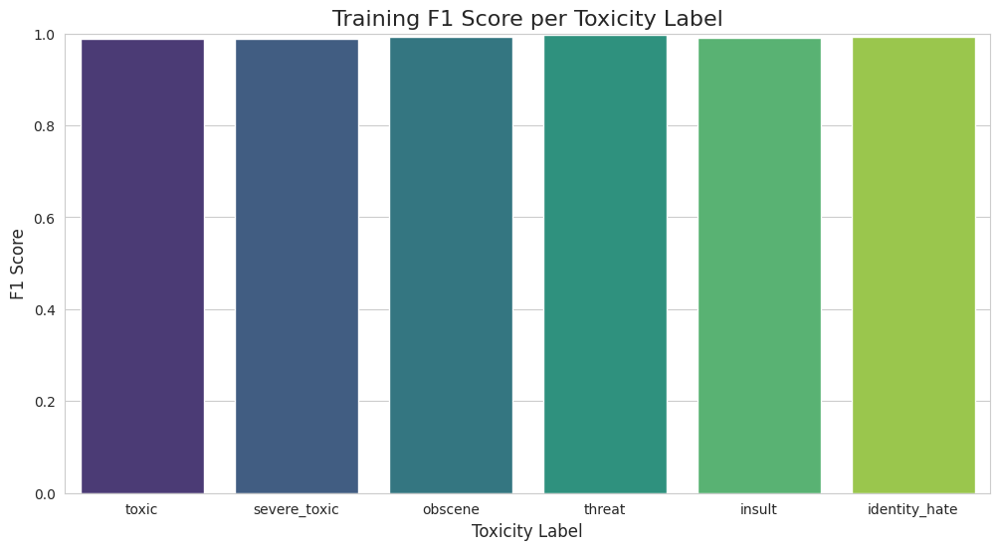 Training F1 Score per Toxicity Label
1.0
0.8
0.6
0.4
0.2
0.0
F1 Score
toxic severe_toxic obscene threat insult identity_hate
Toxicity Label